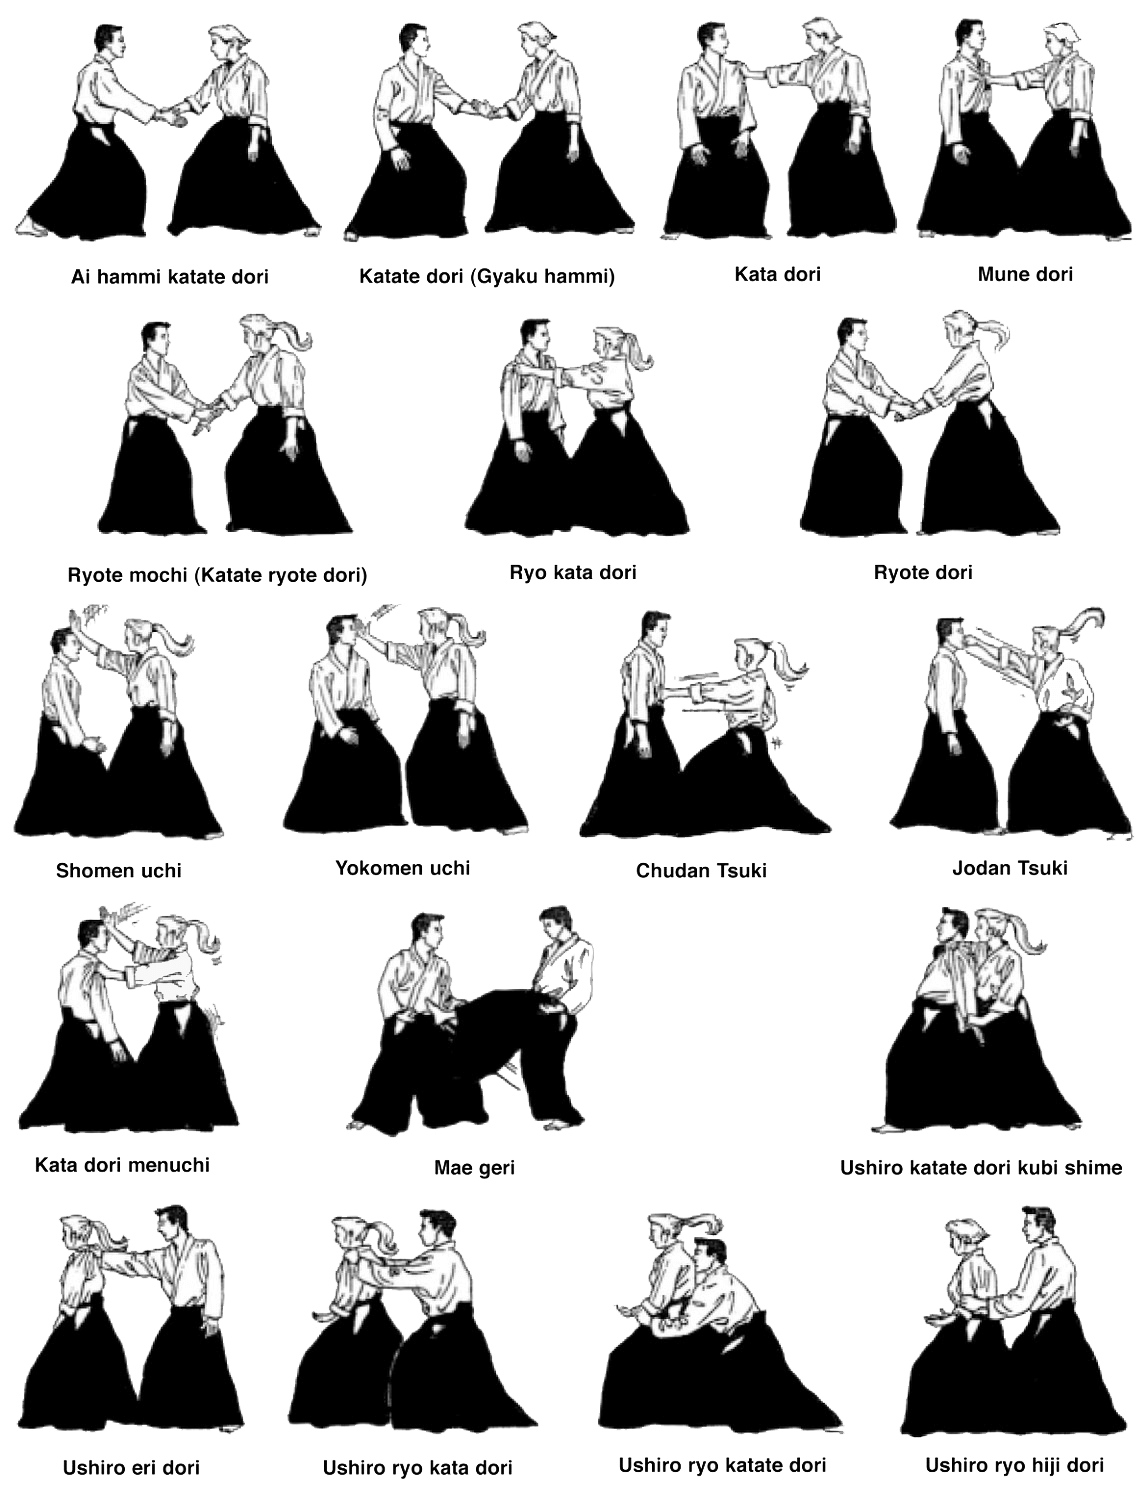 Ai hammi katate dori
Katate dori (Gyaku hammi)
Kata dori
Mune dori
Ryote mochi (Katate ryote dori)
Ryo kata dori
Ryote dori
Shomen uchi
Yokomen uchi
Chudan Tsuki
Jodan Tsuki
Kata dori menuchi
Mae geri
Ushiro katate dori kubi shime
Ushiro eri dori
Ushiro ryo kata dori
Ushiro ryo katate dori
Ushiro ryo hiji dori